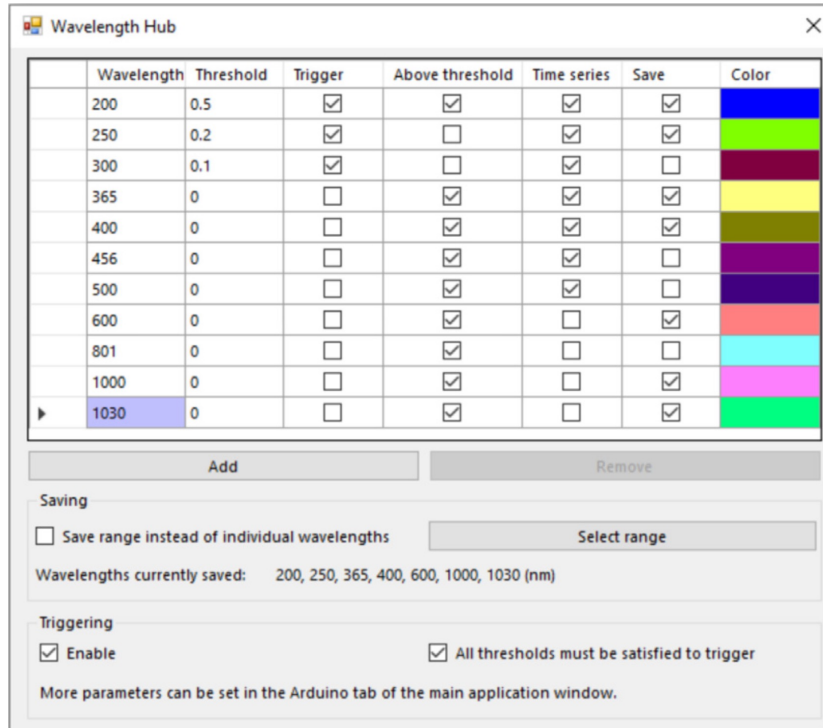 Wavelength Hub
Wavelength Threshold Trigger Above threshold Time series Save Color
200 0.5
250 0.2
300 0.1
365 0
400 0
456 0
500 0
600 0
801 0
1000 0
1030 0
Add Remove
Saving
Save range instead of individual wavelengths Select range
Wavelengths currently saved: 200, 250, 365, 400, 600, 1000, 1030 (nm)
Triggering
Enable All thresholds must be satisfied to trigger
More parameters can be set in the Arduino tab of the main application window.